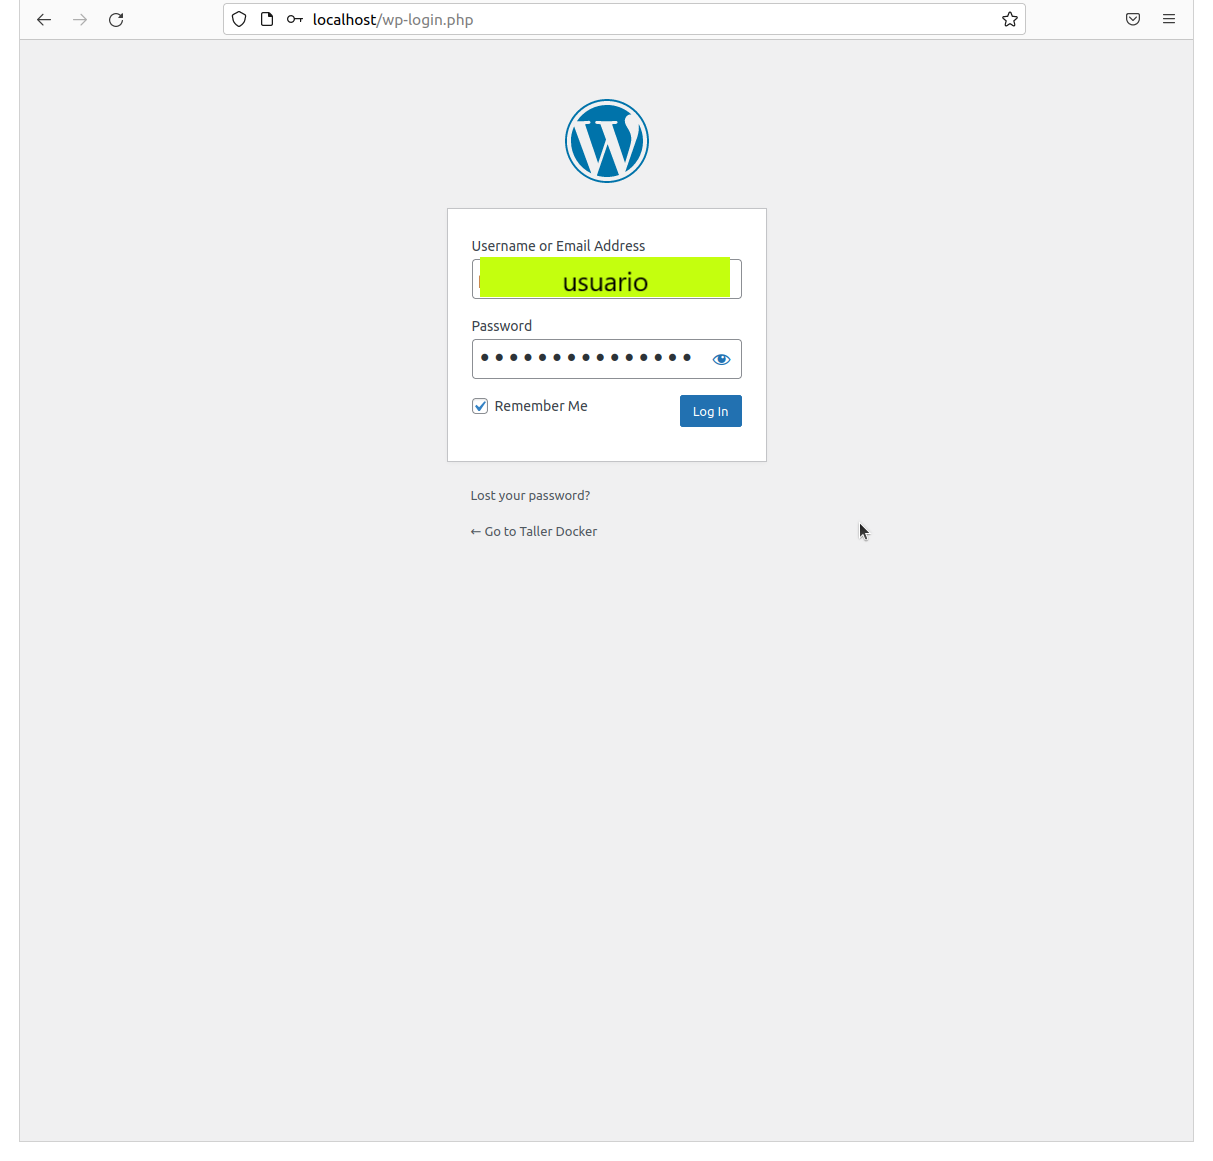 localhost/wp-login.php
Username or Email Address
usuario
Password
Remember Me
Log In
Lost your password?
← Go to Taller Docker